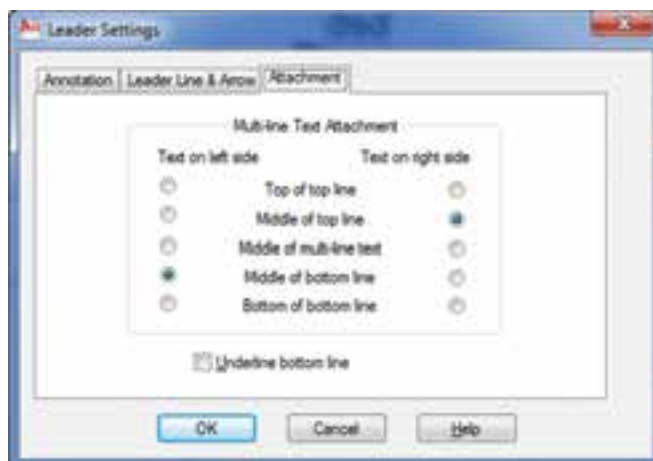 Leader Settings
Annotation Leader Line & Arrow Attachment
Multi-line Text Attachment
Text on left side Text on right side
Top of top line
Middle of top line
Middle of multi-line text
Middle of bottom line
Bottom of bottom line
Underline bottom line
OK Cancel Help